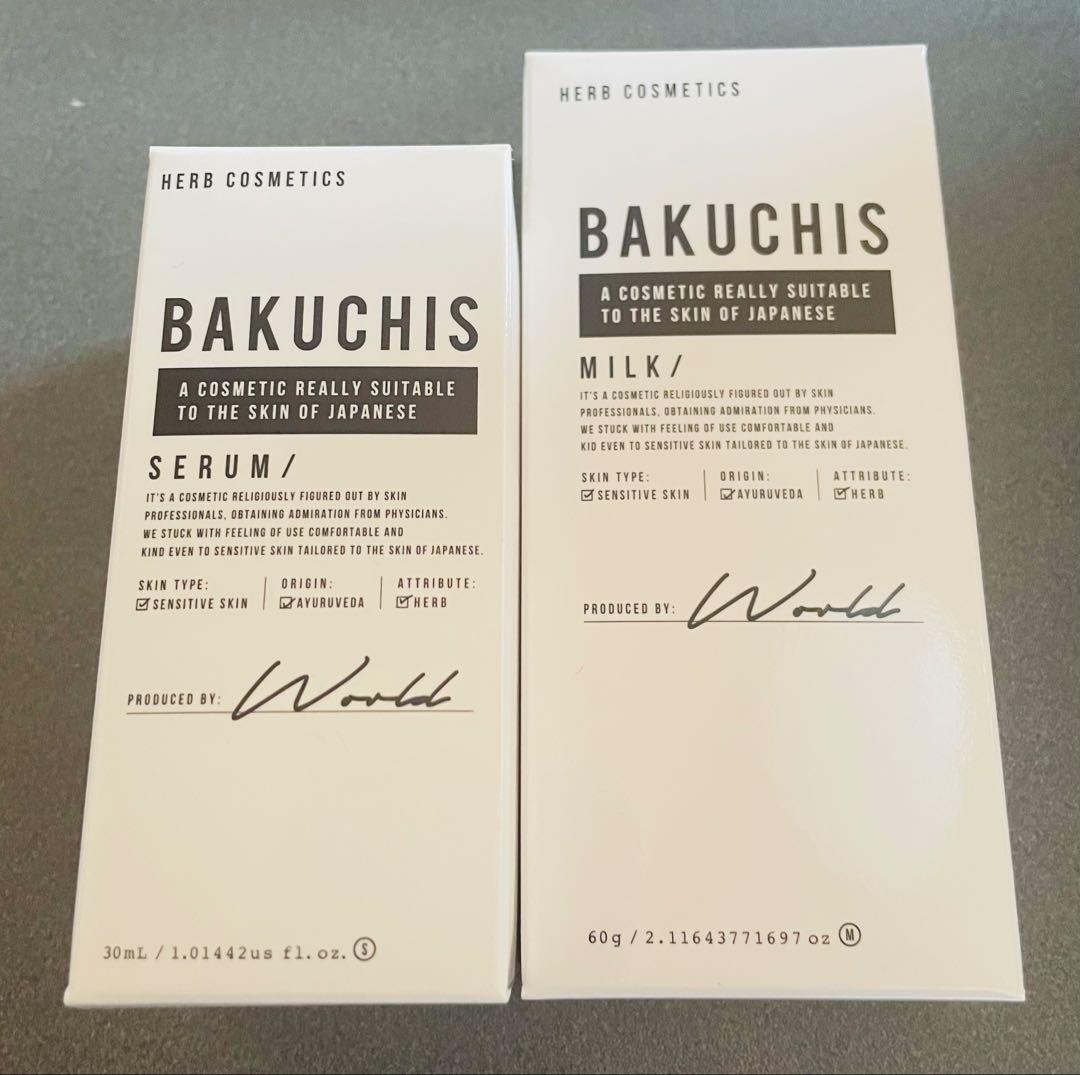 HERB COSMETICS
BAKUCHIS
A COSMETIC REALLY SUITABLE
TO THE SKIN OF JAPANESE
SERUM/
IT'S A COSMETIC RELIGIOUSLY FIGURED OUT BY SKIN
PROFESSIONALS, OBTAINING ADMIRATION FROM PHYSICIANS.
WE STUCK WITH FEELING OF USE COMFORTABLE AND
KIND EVEN TO SENSITIVE SKIN TAILORED TO THE SKIN OF JAPANESE.
SKIN TYPE: ORIGIN: ATTRIBUTE:
☑SENSITIVE SKIN ☑AYURUVEDA ☑HERB
PRODUCED BY: World
30mL / 1.01442us fl. oz. Ⓢ
HERB COSMETICS
BAKUCHIS
A COSMETIC REALLY SUITABLE
TO THE SKIN OF JAPANESE
MILK/
IT'S A COSMETIC RELIGIOUSLY FIGURED OUT BY SKIN
PROFESSIONALS, OBTAINING ADMIRATION FROM PHYSICIANS.
WE STUCK WITH FEELING OF USE COMFORTABLE AND
KID EVEN TO SENSITIVE SKIN TAILORED TO THE SKIN OF JAPANESE.
SKIN TYPE: ORIGIN: ATTRIBUTE:
☑SENSITIVE SKIN ☑AYURUVEDA ☑HERB
PRODUCED BY: World
60g / 2.11643771697 oz Ⓜ